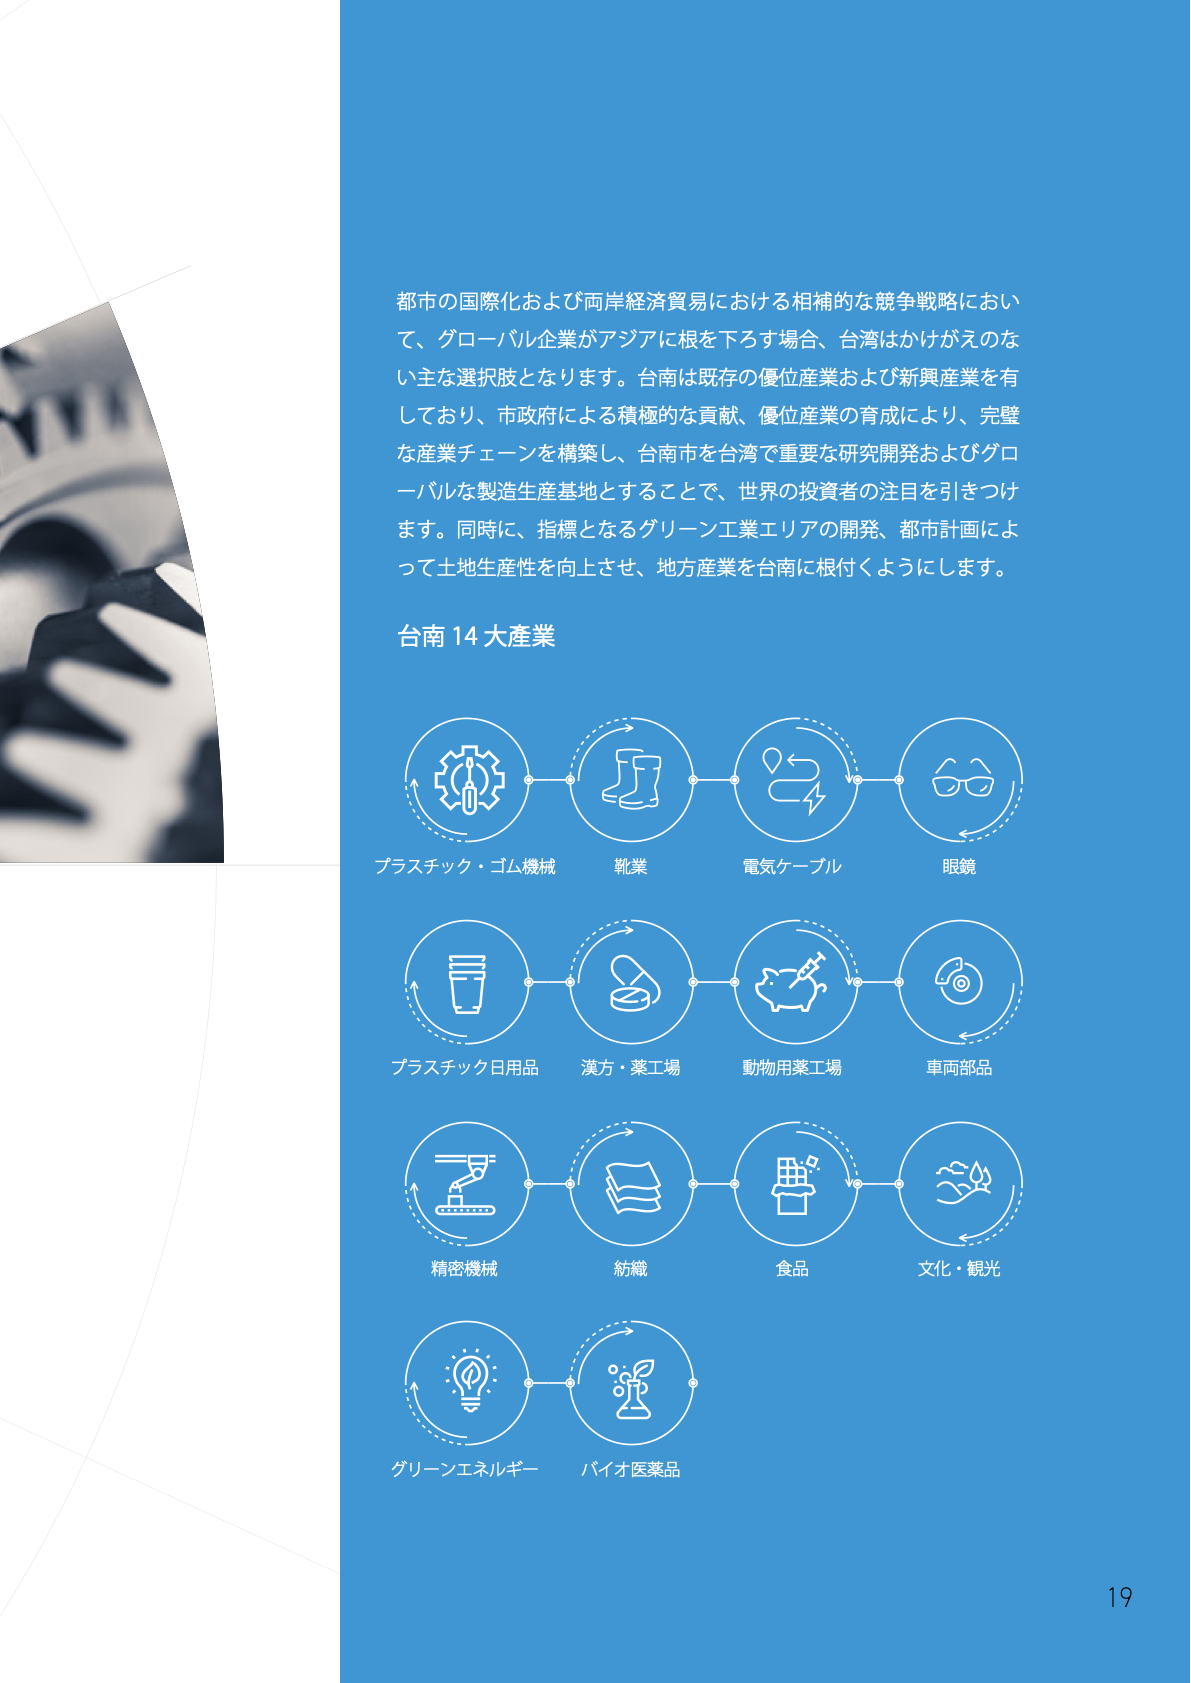 都市の国際化および両岸経済貿易における相補的な競争戦略におい
て、グローバル企業がアジアに根を下ろす場合、台湾はかけがえのな
い主な選択肢となります。台南は既存の優位産業および新興産業を有
しており、市政府による積極的な貢献、優位産業の育成により、完璧
な産業チェーンを構築し、台南市を台湾で重要な研究開発およびグロ
ーバルな製造生産基地とすることで、世界の投資者の注目を引きつけ
ます。同時に、指標となるグリーン工業エリアの開発、都市計画によ
って土地生産性を向上させ、地方産業を台南に根付くようにします。
台南 14 大產業
プラスチック・ゴム機械
靴業
電気ケーブル
眼鏡
プラスチック日用品
漢方・薬工場
動物用薬工場
車両部品
精密機械
紡織
食品
文化・観光
グリーンエネルギー
バイオ医薬品
19